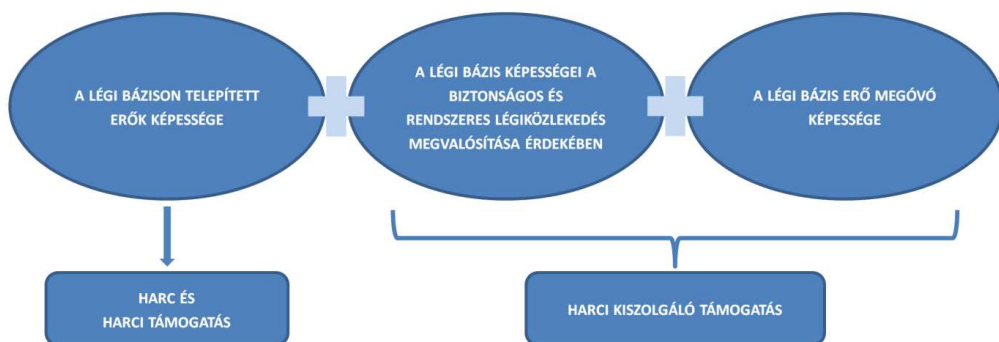 A LÉGI BÁZISON TELEPÍTETT
ERŐK KÉPESSÉGE
A LÉGI BÁZIS KÉPESSÉGEI A
BIZTONSÁGOS ÉS
RENDSZERES LÉGIKÖZLEKEDÉS
MEGVALÓSÍTÁSA ÉRDEKÉBEN
A LÉGI BÁZIS ERŐ MEGÓVÓ
KÉPESSÉGE
HARC ÉS
HARCI TÁMOGATÁS
HARCI KISZOLGÁLÓ TÁMOGATÁS